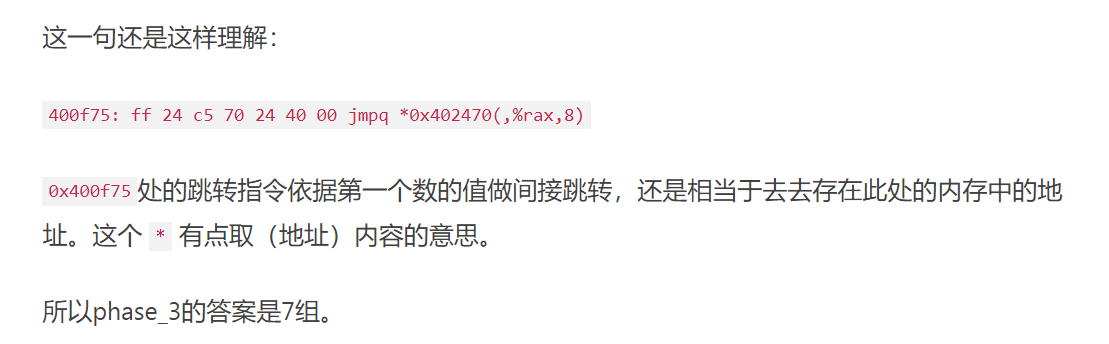 这一句还是这样理解：
400f75: ff 24 c5 70 24 40 00 jmpq *0x402470(,%rax,8)
0x400f75处的跳转指令依据第一个数的值做间接跳转，还是相当于去去存在此处的内存中的地
址。这个 * 有点取（地址）内容的意思。
所以phase_3的答案是7组。